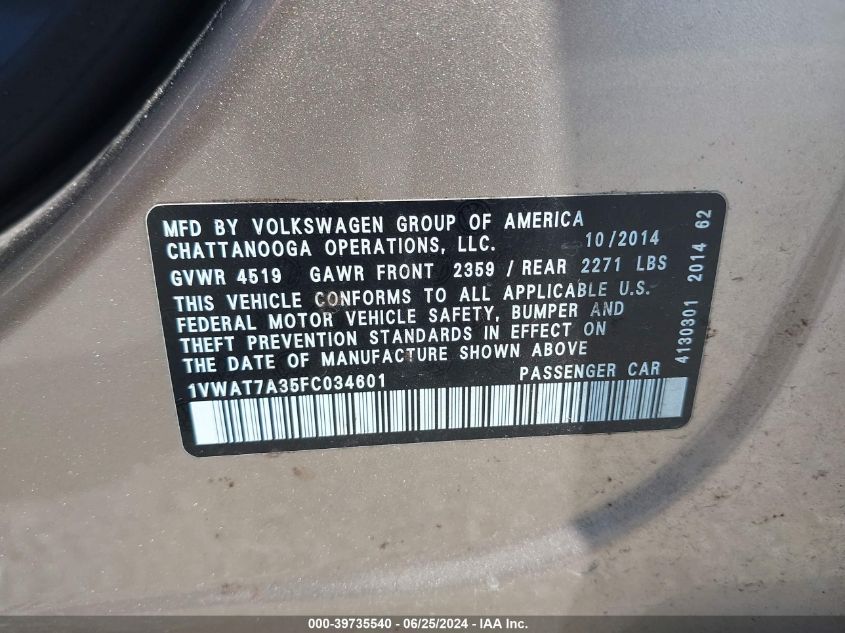 MFD BY VOLKSWAGEN GROUP OF AMERICA
CHATTANOOGA OPERATIONS, LLC. 10/2014
GVWR 4519 GAWR FRONT 2359 / REAR 2271 LBS
THIS VEHICLE CONFORMS TO ALL APPLICABLE U.S.
FEDERAL MOTOR VEHICLE SAFETY, BUMPER AND
THEFT PREVENTION STANDARDS IN EFFECT ON
THE DATE OF MANUFACTURE SHOWN ABOVE
1VWAT7A35FC034601 PASSENGER CAR
4130301 2014 62
000-39735540 - 06/25/2024 - IAA Inc.